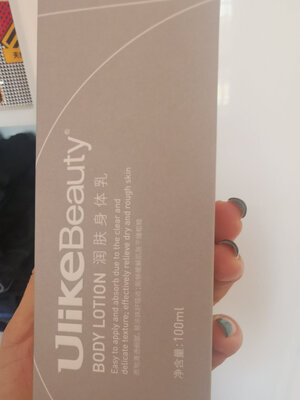 UlikeBeauty®
BODY LOTION 润肤身体乳
Easy to apply and absorb due to the clear and
delicate texture, effectively relieve dry and rough skin
净含量:100ml